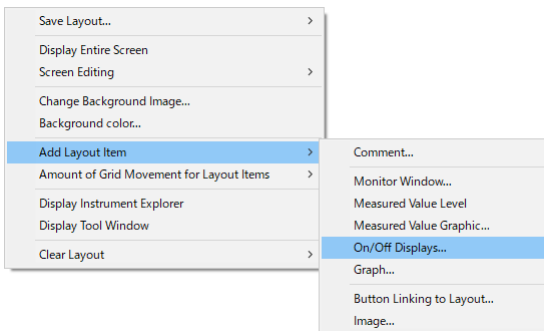 Save Layout...
Display Entire Screen
Screen Editing
Change Background Image...
Background color...
Add Layout Item
Amount of Grid Movement for Layout Items
Display Instrument Explorer
Display Tool Window
Clear Layout
Comment...
Monitor Window...
Measured Value Level
Measured Value Graphic...
On/Off Displays...
Graph...
Button Linking to Layout...
Image...